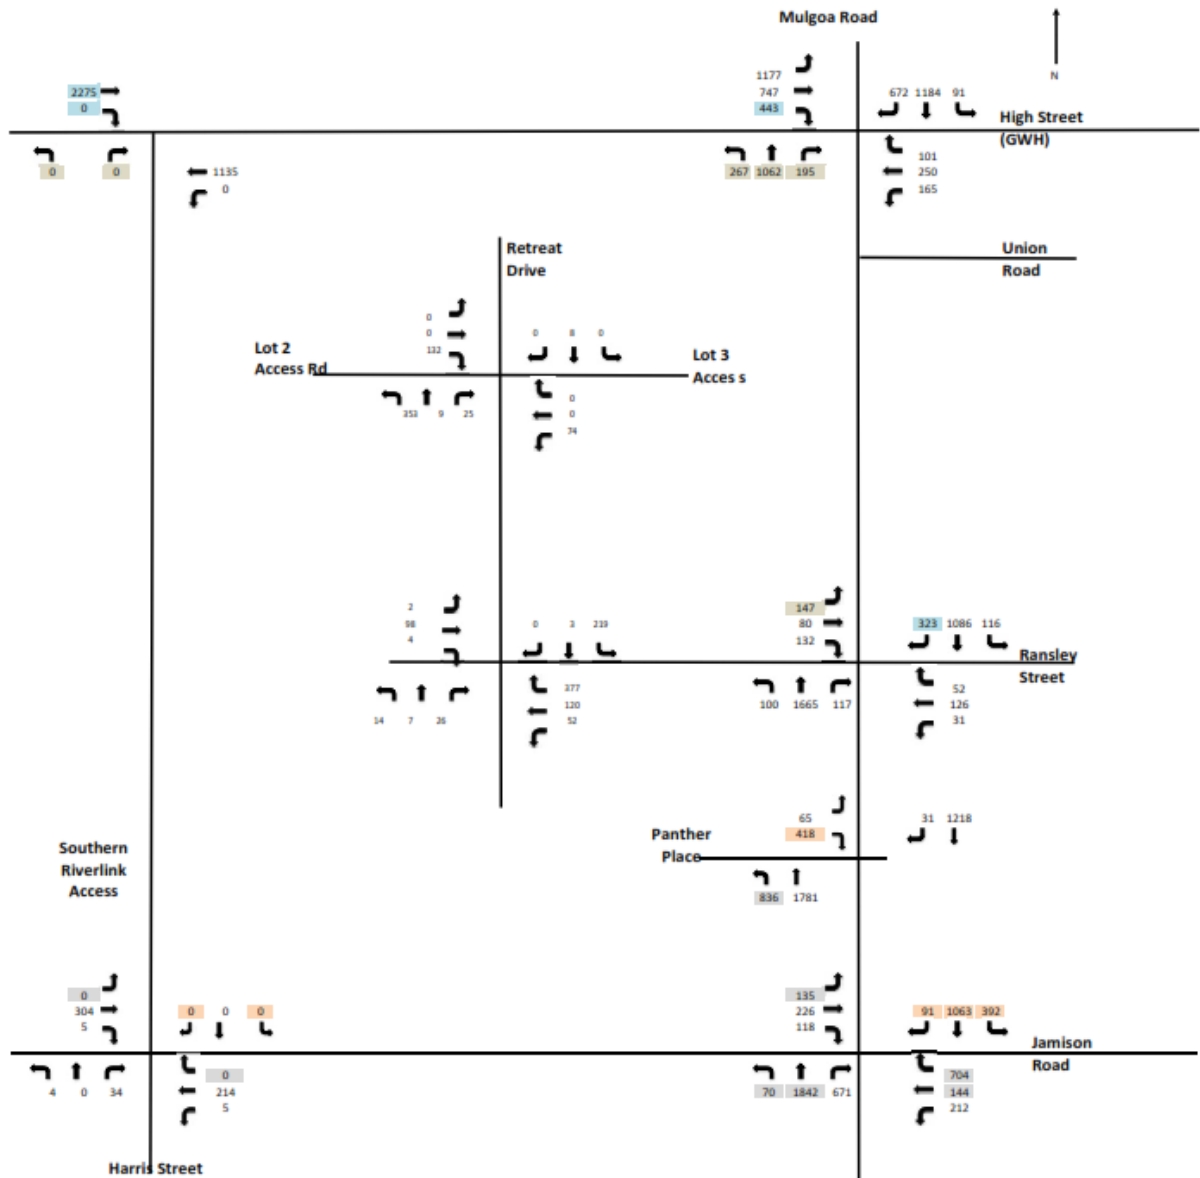 Mulgoa Road
N
2275
0
1177
747
443
672 1184 91
High Street
(GWH)
0 0
1135
0
267 1062 195
101
250
165
Retreat
Drive
Union
Road
0
0
132
0 8 0
Lot 2
Access Rd
Lot 3
Acces s
353 9 25
0
0
74
2
98
4
0 3 219
147
80
132
323 1086 116
Ransley
Street
14 7 26
377
120
52
100 1665 117
52
126
31
65
418
31 1218
Panther
Place
836 1781
Southern
Riverlink
Access
0
304
5
0 0 0
135
226
118
91 1063 392
Jamison
Road
4 0 34
0
214
5
70 1842 671
704
144
212
Harris Street